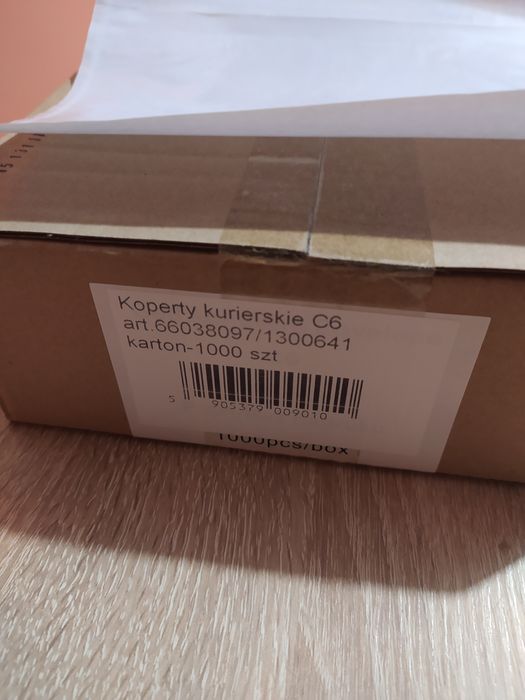 Koperty kurierskie C6
art.66038097/1300641
karton-1000 szt
5 905379 009010
1000pcs/box